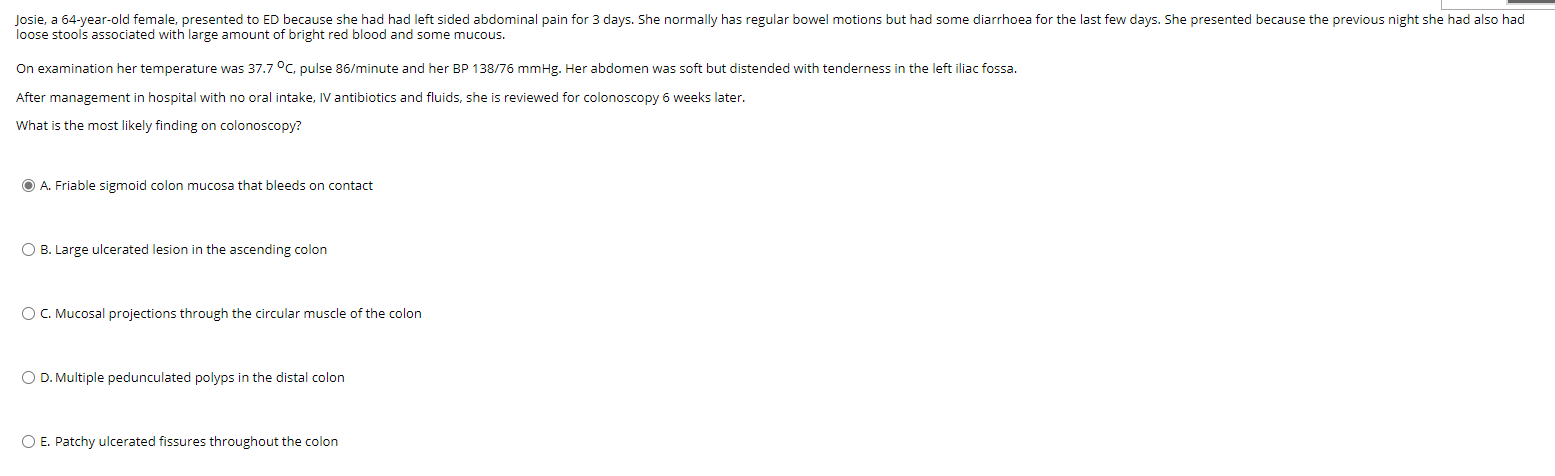 Josie, a 64-year-old female, presented to ED because she had had left sided abdominal pain for 3 days. She normally has regular bowel motions but had some diarrhoea for the last few days. She presented because the previous night she had also had
loose stools associated with large amount of bright red blood and some mucous.
On examination her temperature was 37.7 ºC, pulse 86/minute and her BP 138/76 mmHg. Her abdomen was soft but distended with tenderness in the left iliac fossa.
After management in hospital with no oral intake, IV antibiotics and fluids, she is reviewed for colonoscopy 6 weeks later.
What is the most likely finding on colonoscopy?
A. Friable sigmoid colon mucosa that bleeds on contact
B. Large ulcerated lesion in the ascending colon
C. Mucosal projections through the circular muscle of the colon
D. Multiple pedunculated polyps in the distal colon
E. Patchy ulcerated fissures throughout the colon